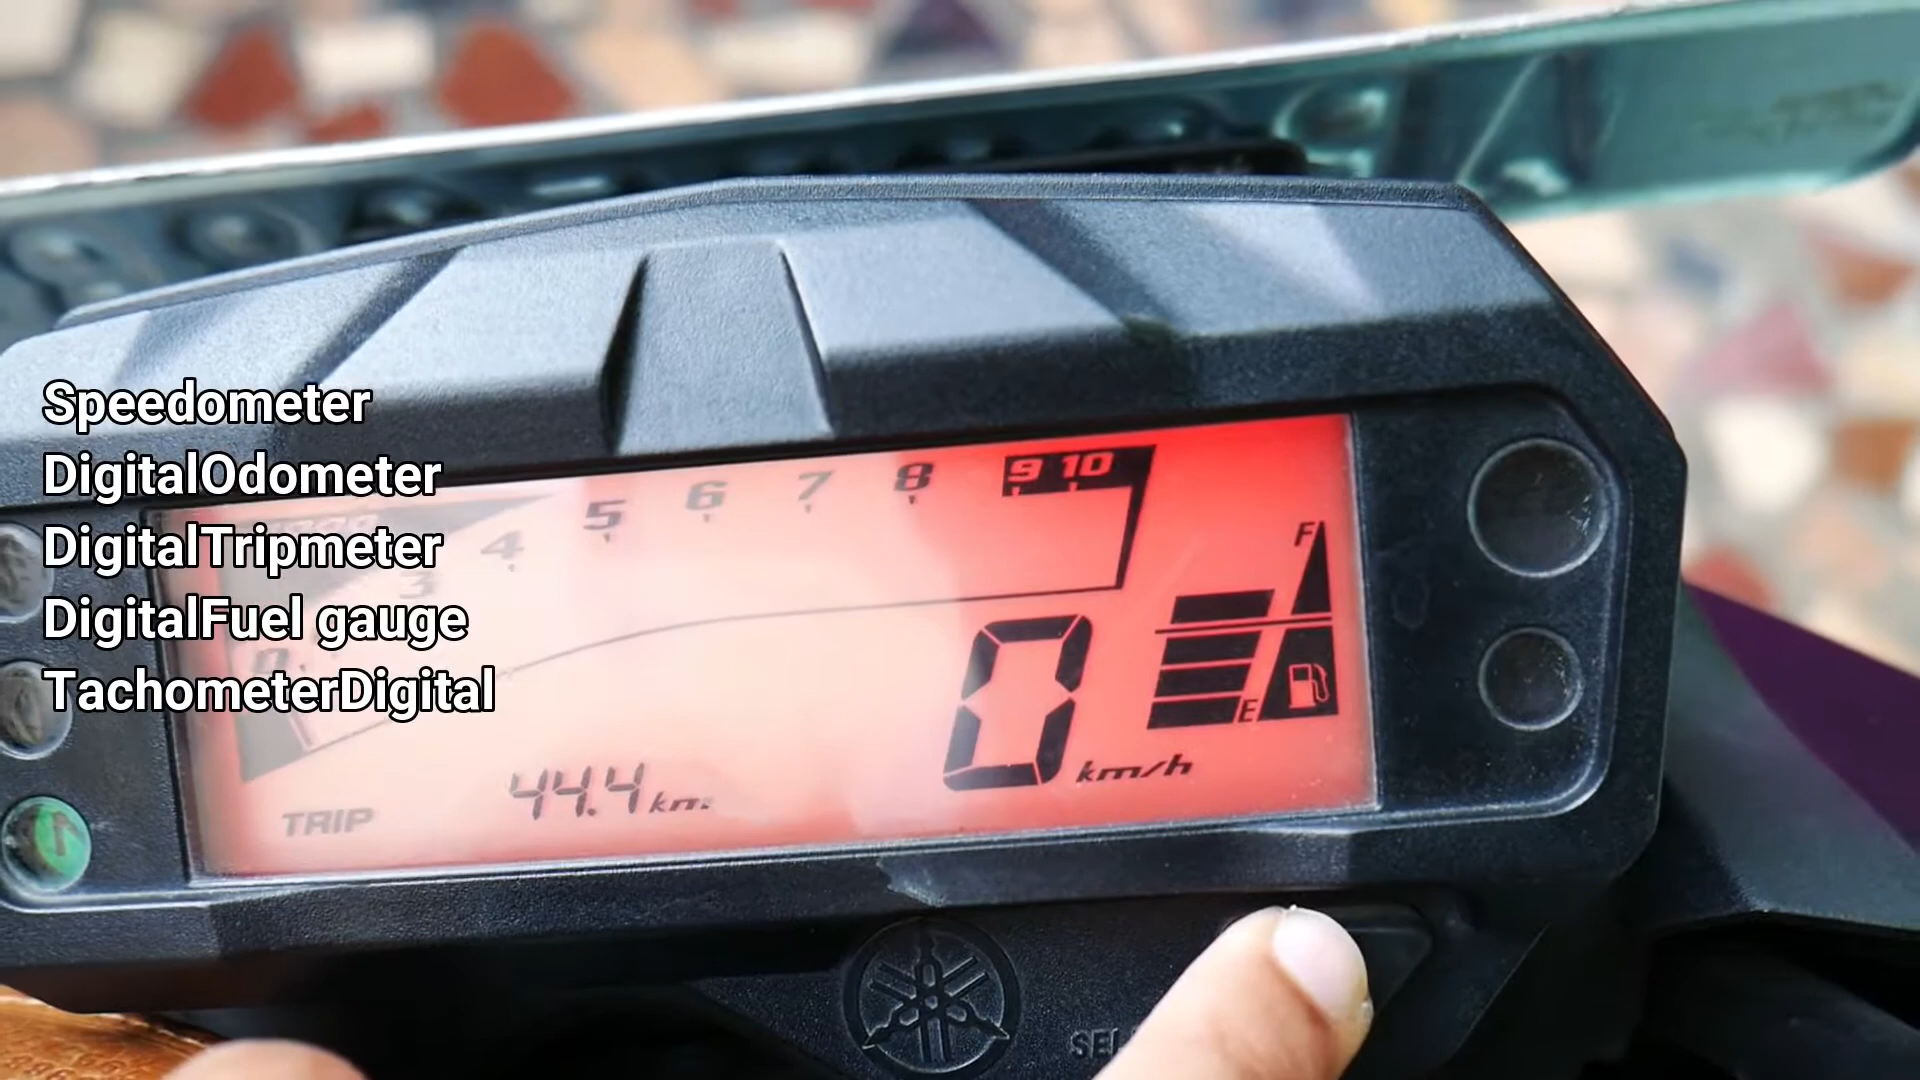 Speedometer
DigitalOdometer
DigitalTripmeter
DigitalFuel gauge
TachometerDigital
0
3
4
5
6
7
8
9 10
F
E
0 km/h
TRIP
44.4 km